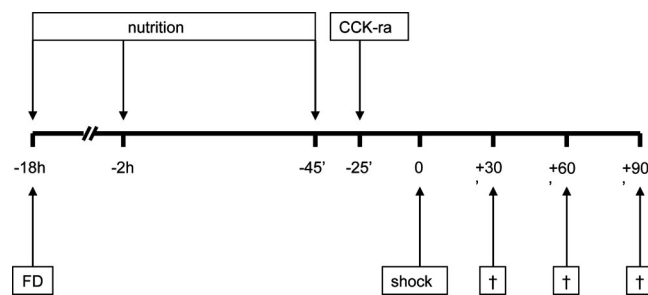 nutrition CCK-ra
-18h -2h -45’ -25’ 0 +30’ +60’ +90’
FD shock † † †